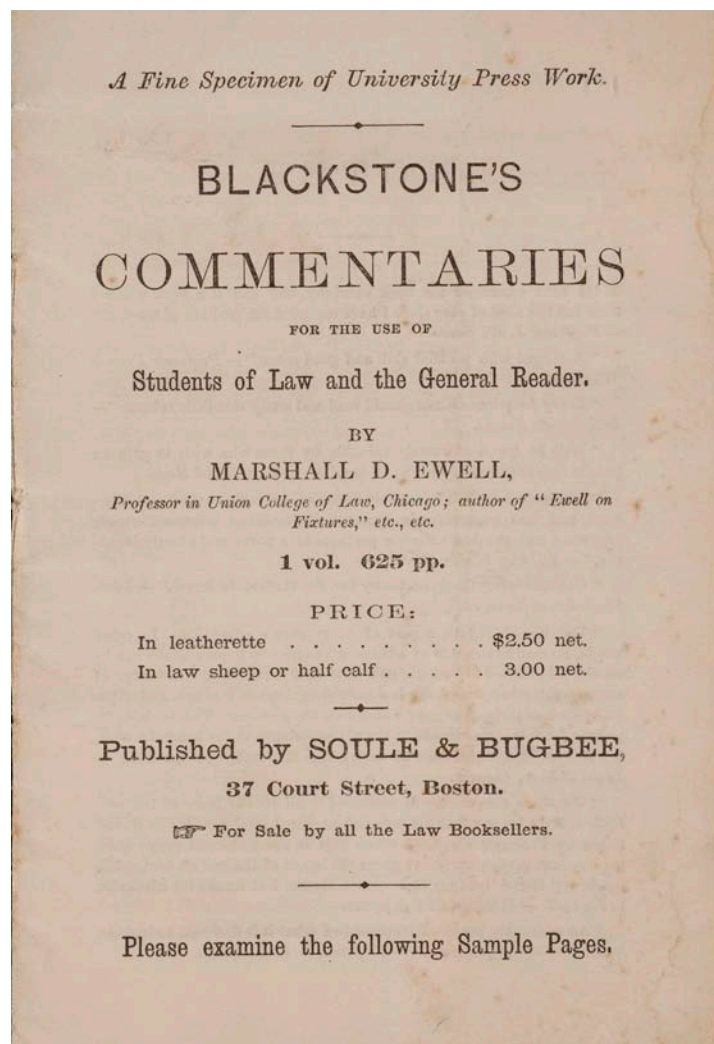 A Fine Specimen of University Press Work.
BLACKSTONE'S
COMMENTARIES
FOR THE USE OF
Students of Law and the General Reader.
BY
MARSHALL D. EWELL,
Professor in Union College of Law, Chicago; author of "Ewell on
Fixtures," etc., etc.
1 vol. 625 pp.
PRICE:
In leatherette . . . . . . . . . $2.50 net.
In law sheep or half calf . . . . . 3.00 net.
Published by SOULE & BUGBEE,
37 Court Street, Boston.
☞ For Sale by all the Law Booksellers.
Please examine the following Sample Pages.